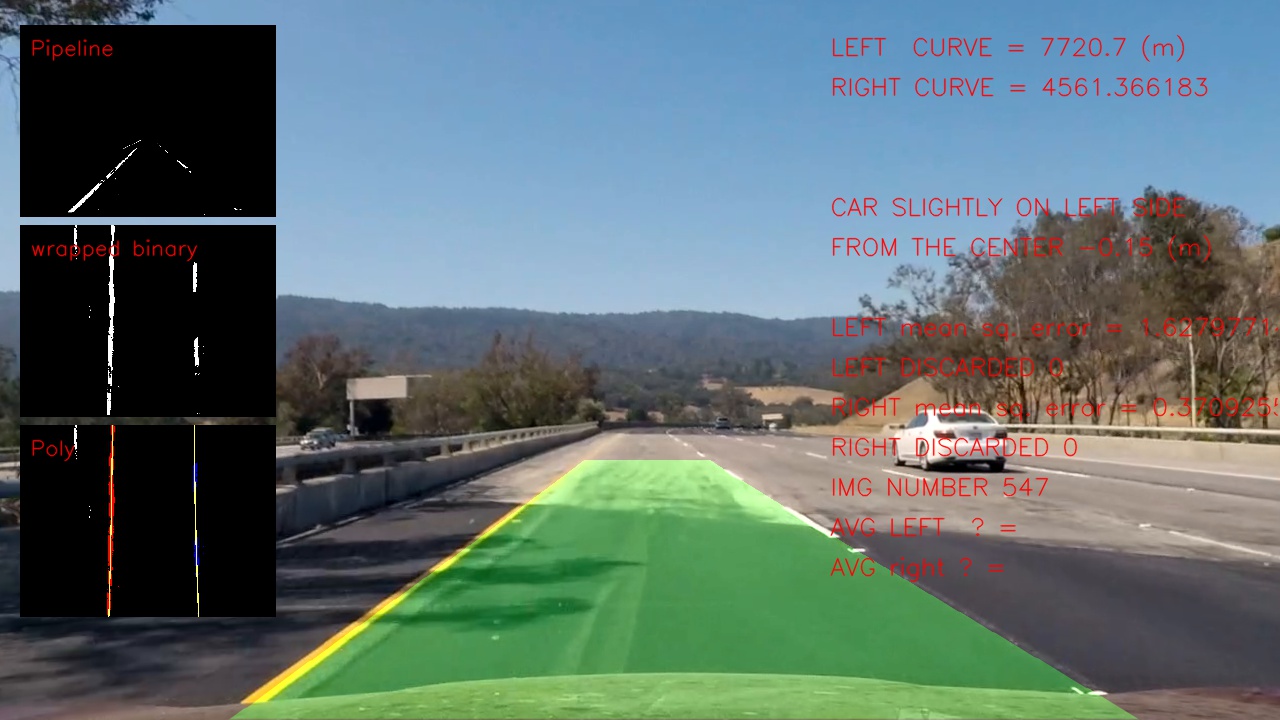 Pipeline
wrapped binary
Poly
LEFT CURVE = 7720.7 (m)
RIGHT CURVE = 4561.366183
CAR SLIGHTLY ON LEFT SIDE
FROM THE CENTER -0.15 (m)
LEFT mean sq. error = 1.6279771
LEFT DISCARDED 0
RIGHT mean sq. error = 0.3709255
RIGHT DISCARDED 0
IMG NUMBER 547
AVG LEFT ? =
AVG right ? =